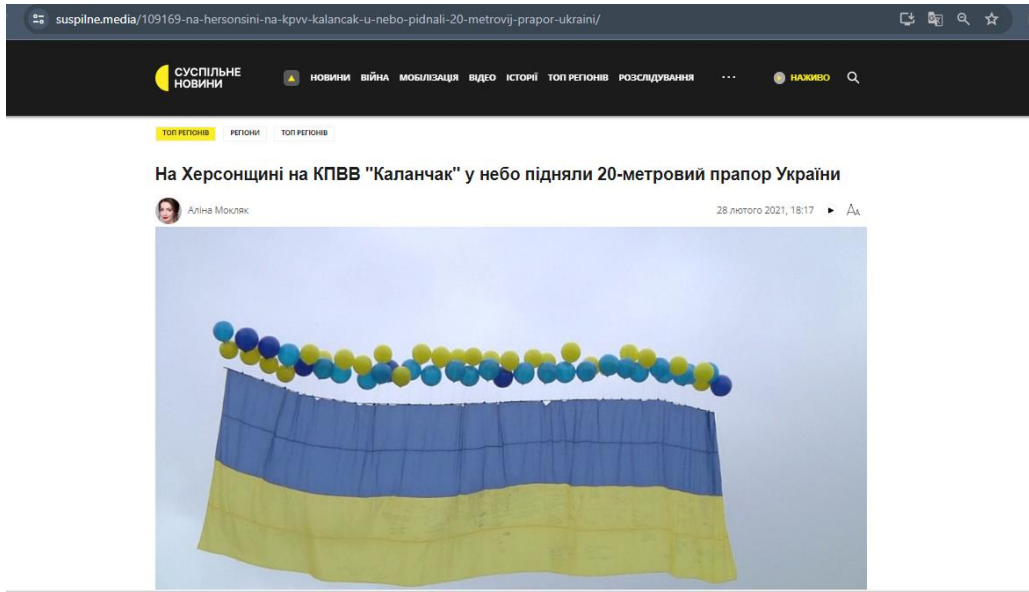 suspilne.media/109169-na-hersonsini-na-kpvv-kalancak-u-nebo-pidnali-20-metrovij-prapor-ukraini/
СУСПІЛЬНЕ
НОВИНИ
НОВИНИ ВІЙНА МОБІЛІЗАЦІЯ ВІДЕО ІСТОРІЇ ТОП РЕГІОНІВ РОЗСЛІДУВАННЯ ... НАЖИВО
ТОП РЕГІОНІВ РЕГІОНИ ТОП РЕГІОНІВ
На Херсонщині на КПВВ "Каланчак" у небо підняли 20-метровий прапор України
Аліна Мокляк 28 лютого 2021, 18:17 AA